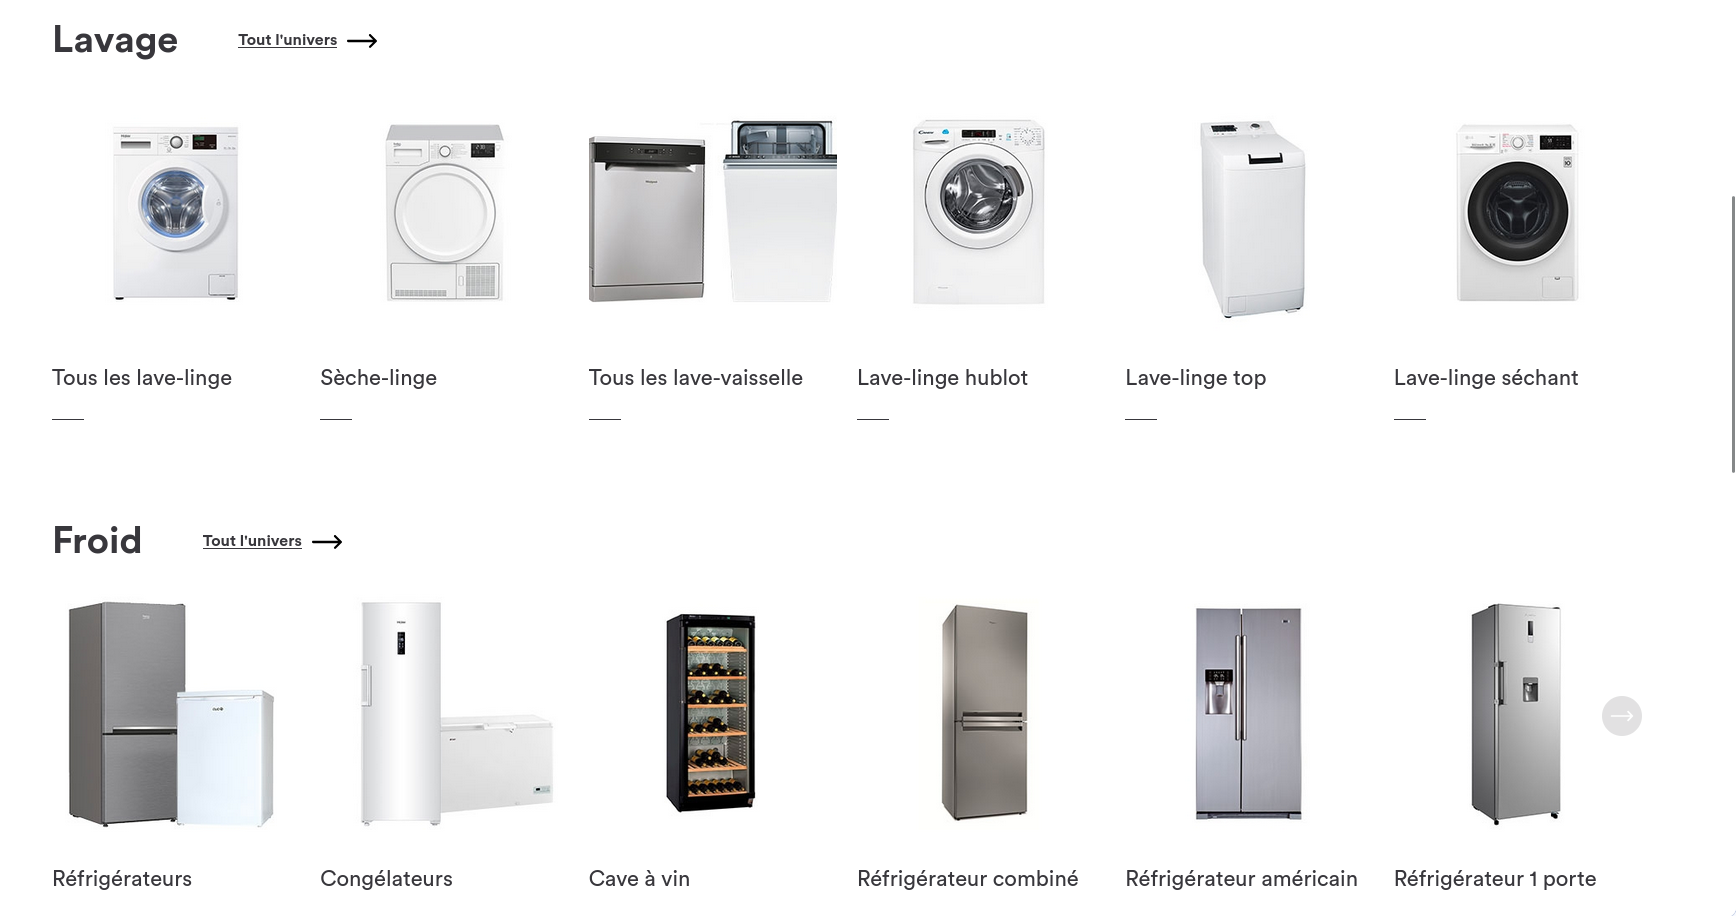 Lavage
Tout l'univers
Tous les lave-linge
Sèche-linge
Tous les lave-vaisselle
Lave-linge hublot
Lave-linge top
Lave-linge séchant
Froid
Tout l'univers
Réfrigérateurs
Congélateurs
Cave à vin
Réfrigérateur combiné
Réfrigérateur américain
Réfrigérateur 1 porte